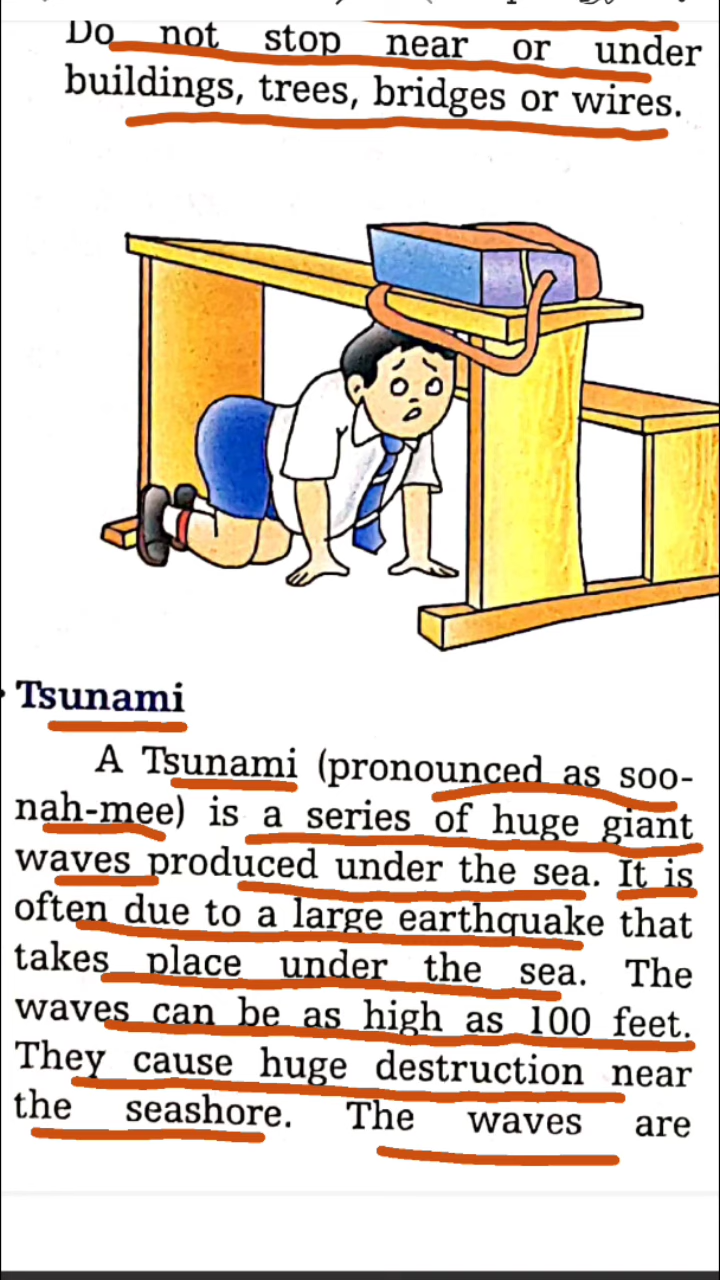 Do not stop near or under
buildings, trees, bridges or wires.
Tsunami
A Tsunami (pronounced as soo-
nah-mee) is a series of huge giant
waves produced under the sea. It is
often due to a large earthquake that
takes place under the sea. The
waves can be as high as 100 feet.
They cause huge destruction near
the seashore. The waves are